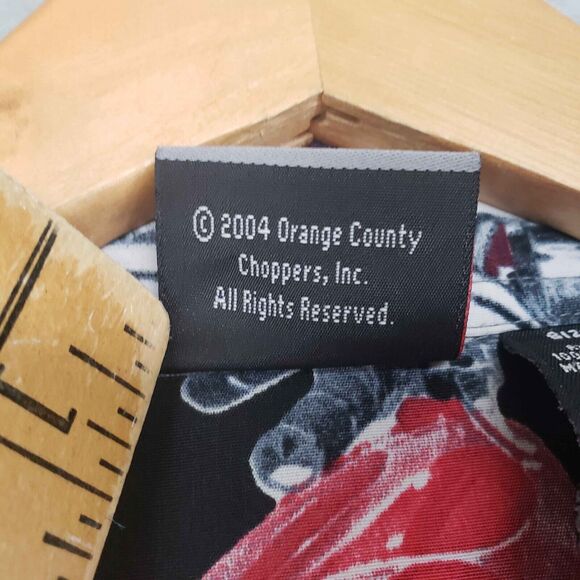 © 2004 Orange County
Choppers, Inc.
All Rights Reserved.